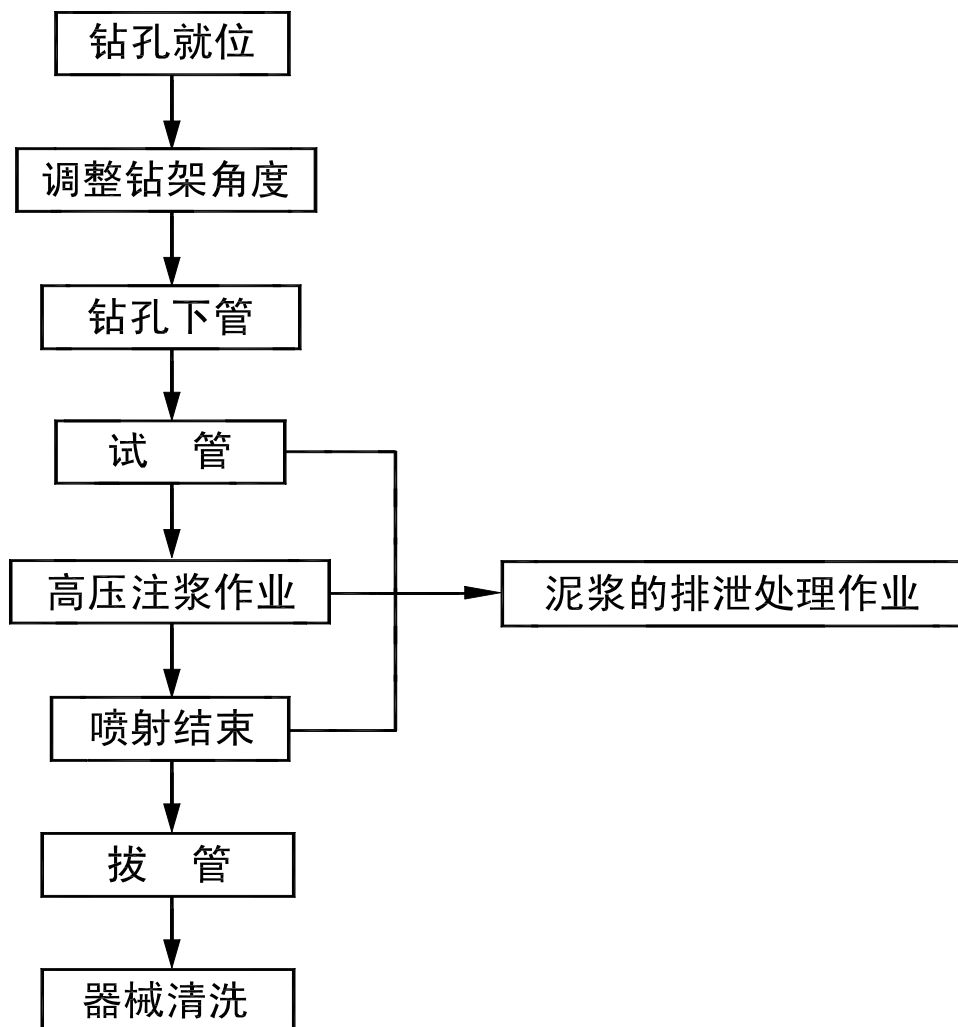 钻孔就位
调整钻架角度
钻孔下管
试 管
高压注浆作业
泥浆的排泄处理作业
喷射结束
拔 管
器械清洗